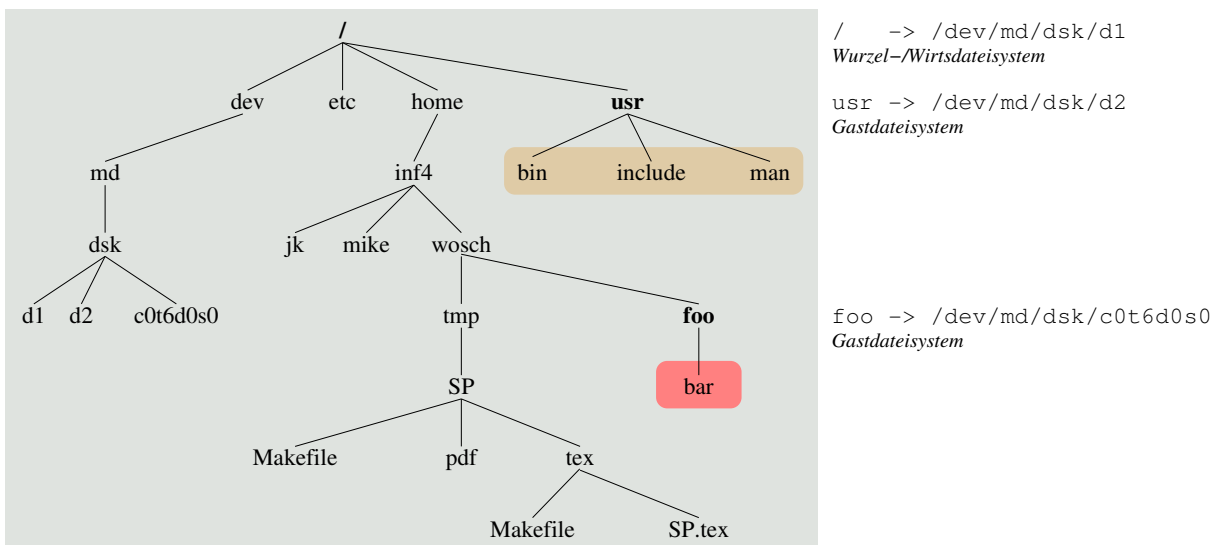 /
/ -> /dev/md/dsk/d1
Wurzel-/Wirtsdateisystem
dev etc home usr
usr -> /dev/md/dsk/d2
Gastdateisystem
md inf4 bin include man
dsk jk mike wosch
d1 d2 c0t6d0s0 tmp foo
foo -> /dev/md/dsk/c0t6d0s0
Gastdateisystem
SP bar
Makefile pdf tex
Makefile SP.tex